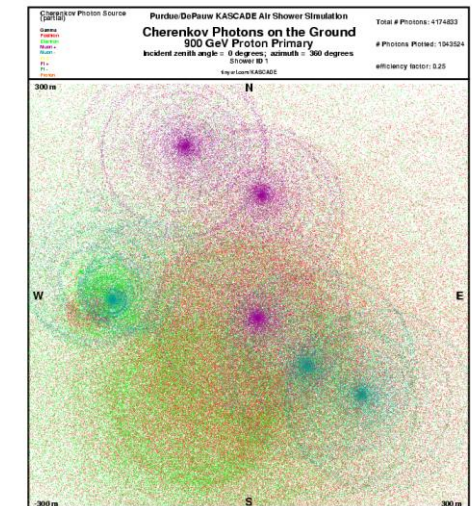 Cherenkov Photon Source
(partial)
Gamma
Positron
Electron
Muon +
Muon -
Pi +
Pi -
Proton
Purdue/DePauw KASCADE Air Shower Simulation
Cherenkov Photons on the Ground
900 GeV Proton Primary
Incident zenith angle = 0 degrees; azimuth = 360 degrees
Shower ID 1
Total # Photons: 4174833
# Photons Plotted: 1043524
efficiency factor: 0.25
300 m
N
W
E
-300 m
S
300 m